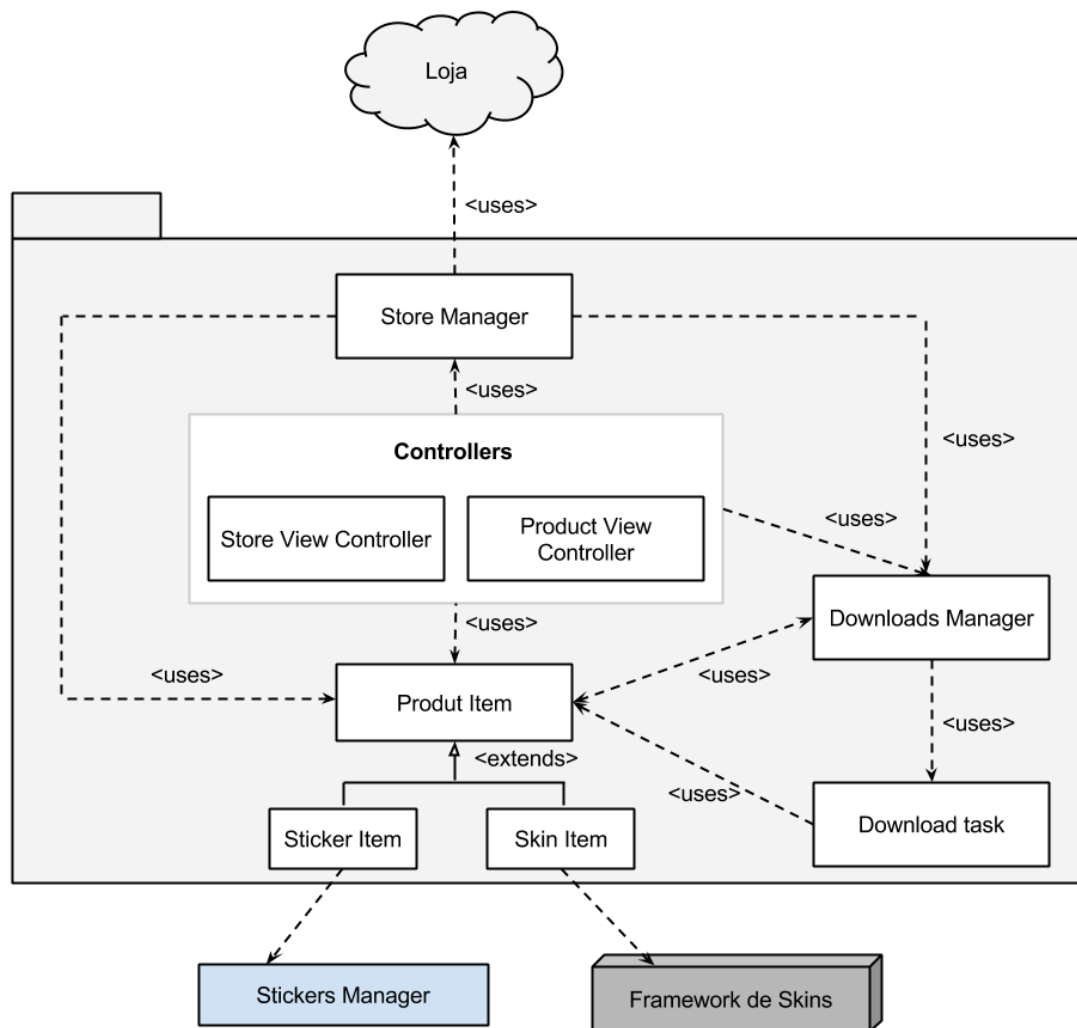 Loja
<uses>
Store Manager
<uses>
Controllers
<uses>
Store View Controller
Product View
Controller
<uses>
Downloads Manager
<uses>
<uses>
<uses>
Produt Item
<uses>
<extends>
<uses>
Sticker Item
Skin Item
Download task
Stickers Manager
Framework de Skins